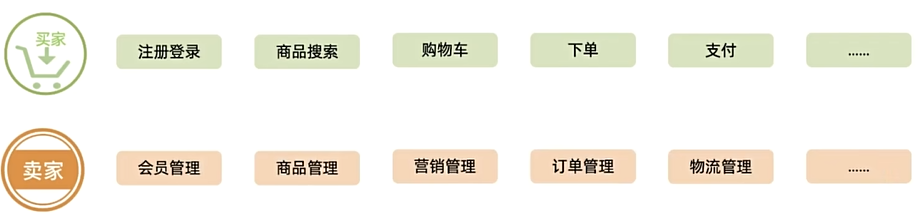 买家
注册登录
商品搜索
购物车
下单
支付
......
卖家
会员管理
商品管理
营销管理
订单管理
物流管理
......